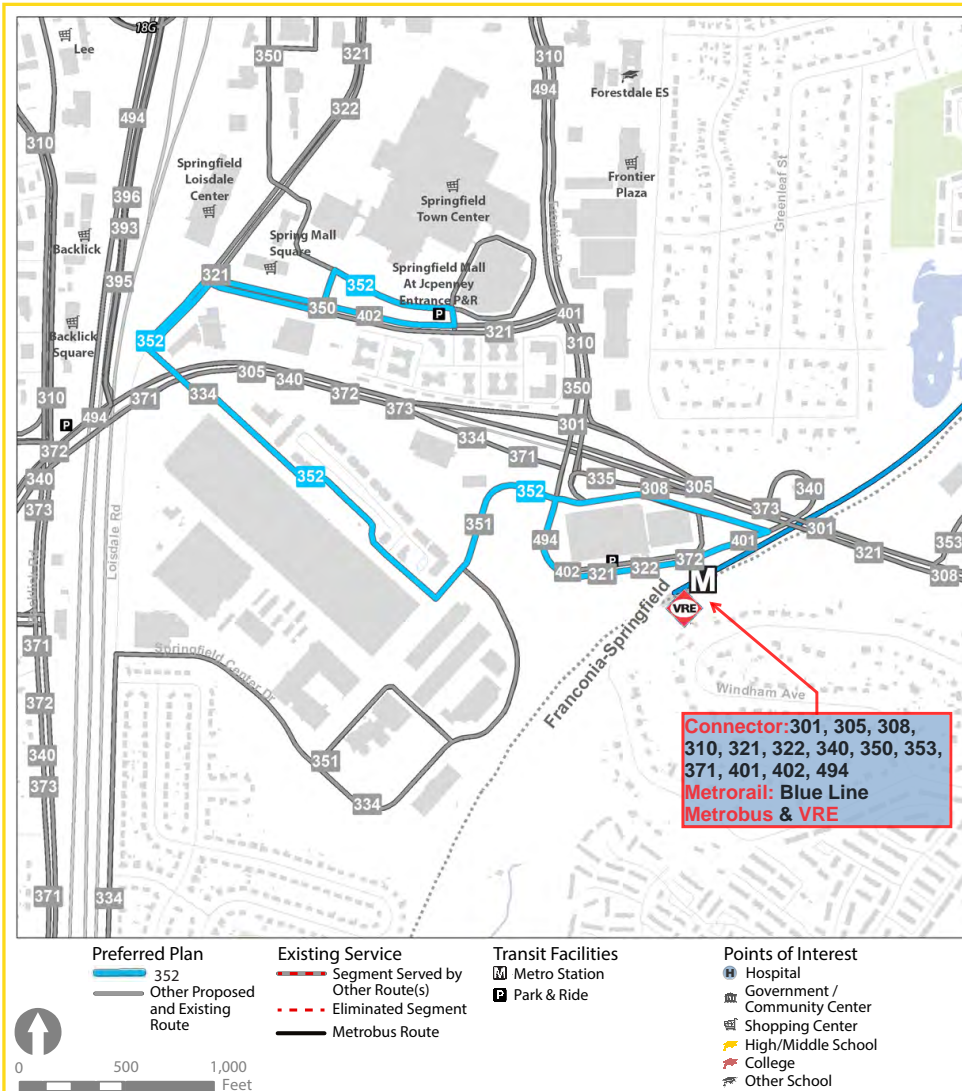 18G
Lee
350
321
310
494
322
Forestdale ES
494
310
Springfield
Loisdale
Center
Springfield
Town Center
Frontier
Plaza
Greenleaf St
396
393
Backlick
Spring Mall
Square
395
321
Springfield Mall
At Jcpenney
Entrance P&R
352
350
402
P
321
401
Backlick
Square
352
310
305
340
372
373
350
310
371
334
494
P
301
372
334
371
340
373
352
335
308
305
373
340
301
Loisdale Rd
352
351
494
401
321
353
308
402
P
321
322
372
M
VRE
Franconia-Springfield
371
Springfield Center Dr
Windham Ave
372
Connector:301, 305, 308,
310, 321, 322, 340, 350, 353,
371, 401, 402, 494
Metrorail: Blue Line
Metrobus & VRE
340
373
351
334
371
334
Preferred Plan
352
Other Proposed
and Existing
Route
Existing Service
Segment Served by
Other Route(s)
Eliminated Segment
Metrobus Route
Transit Facilities
M Metro Station
P Park & Ride
Points of Interest
H Hospital
Government /
Community Center
Shopping Center
High/Middle School
College
Other School
0 500 1,000
Feet